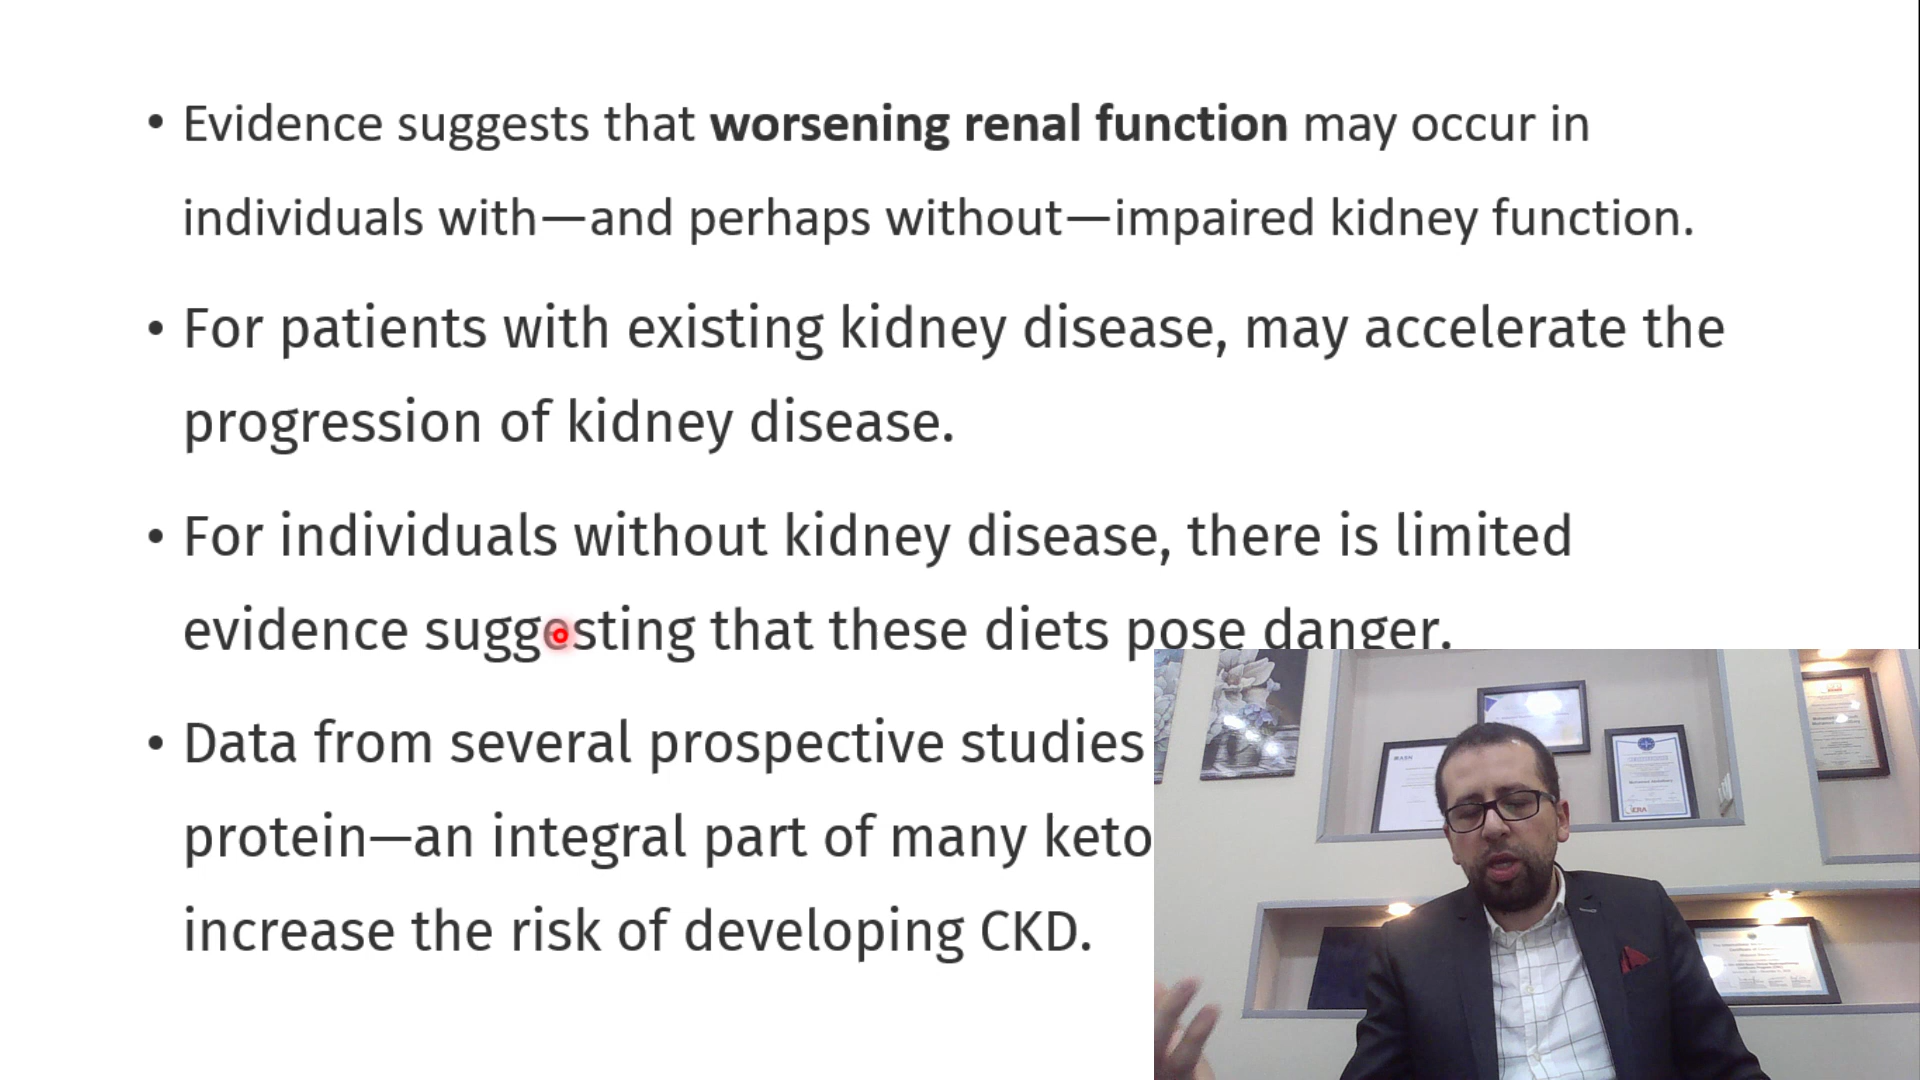 • Evidence suggests that worsening renal function may occur in
individuals with—and perhaps without—impaired kidney function.
• For patients with existing kidney disease, may accelerate the
progression of kidney disease.
• For individuals without kidney disease, there is limited
evidence suggesting that these diets pose danger.
• Data from several prospective studies
protein—an integral part of many keto
increase the risk of developing CKD.